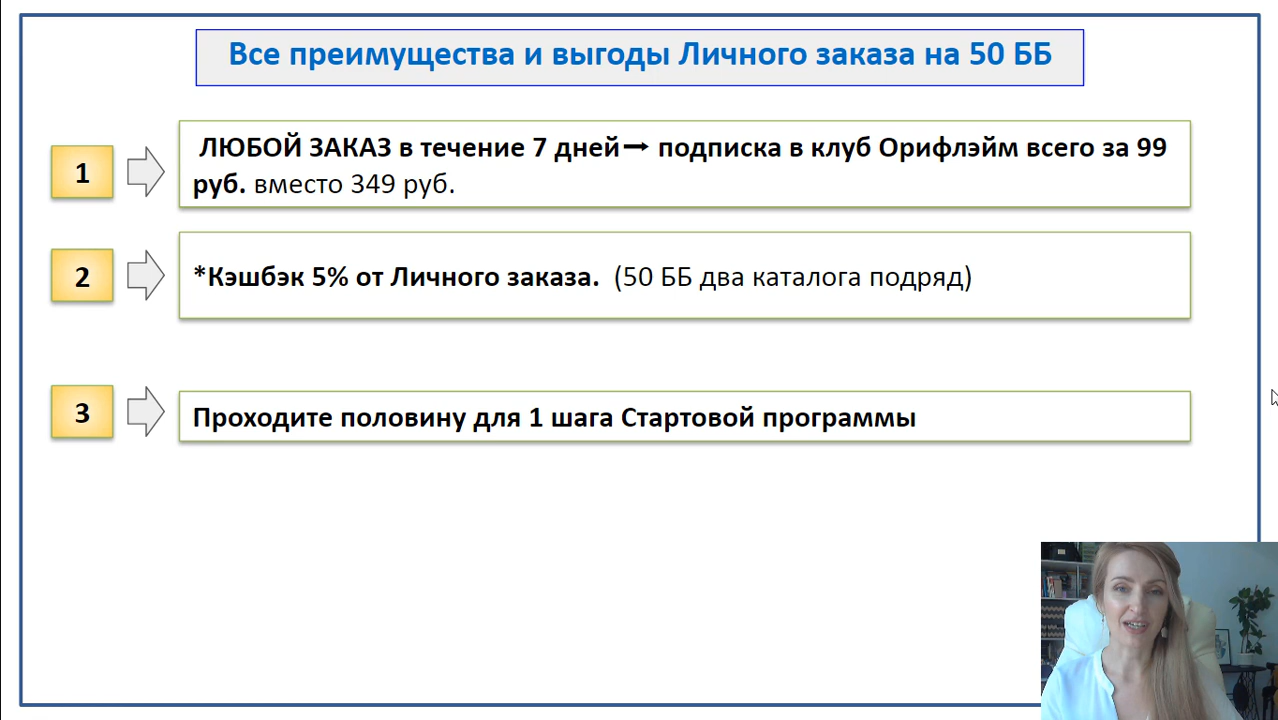 Все преимущества и выгоды Личного заказа на 50 ББ
1
ЛЮБОЙ ЗАКАЗ в течение 7 дней→ подписка в клуб Орифлэйм всего за 99
руб. вместо 349 руб.
2
*Кэшбэк 5% от Личного заказа. (50 ББ два каталога подряд)
3
Проходите половину для 1 шага Стартовой программы